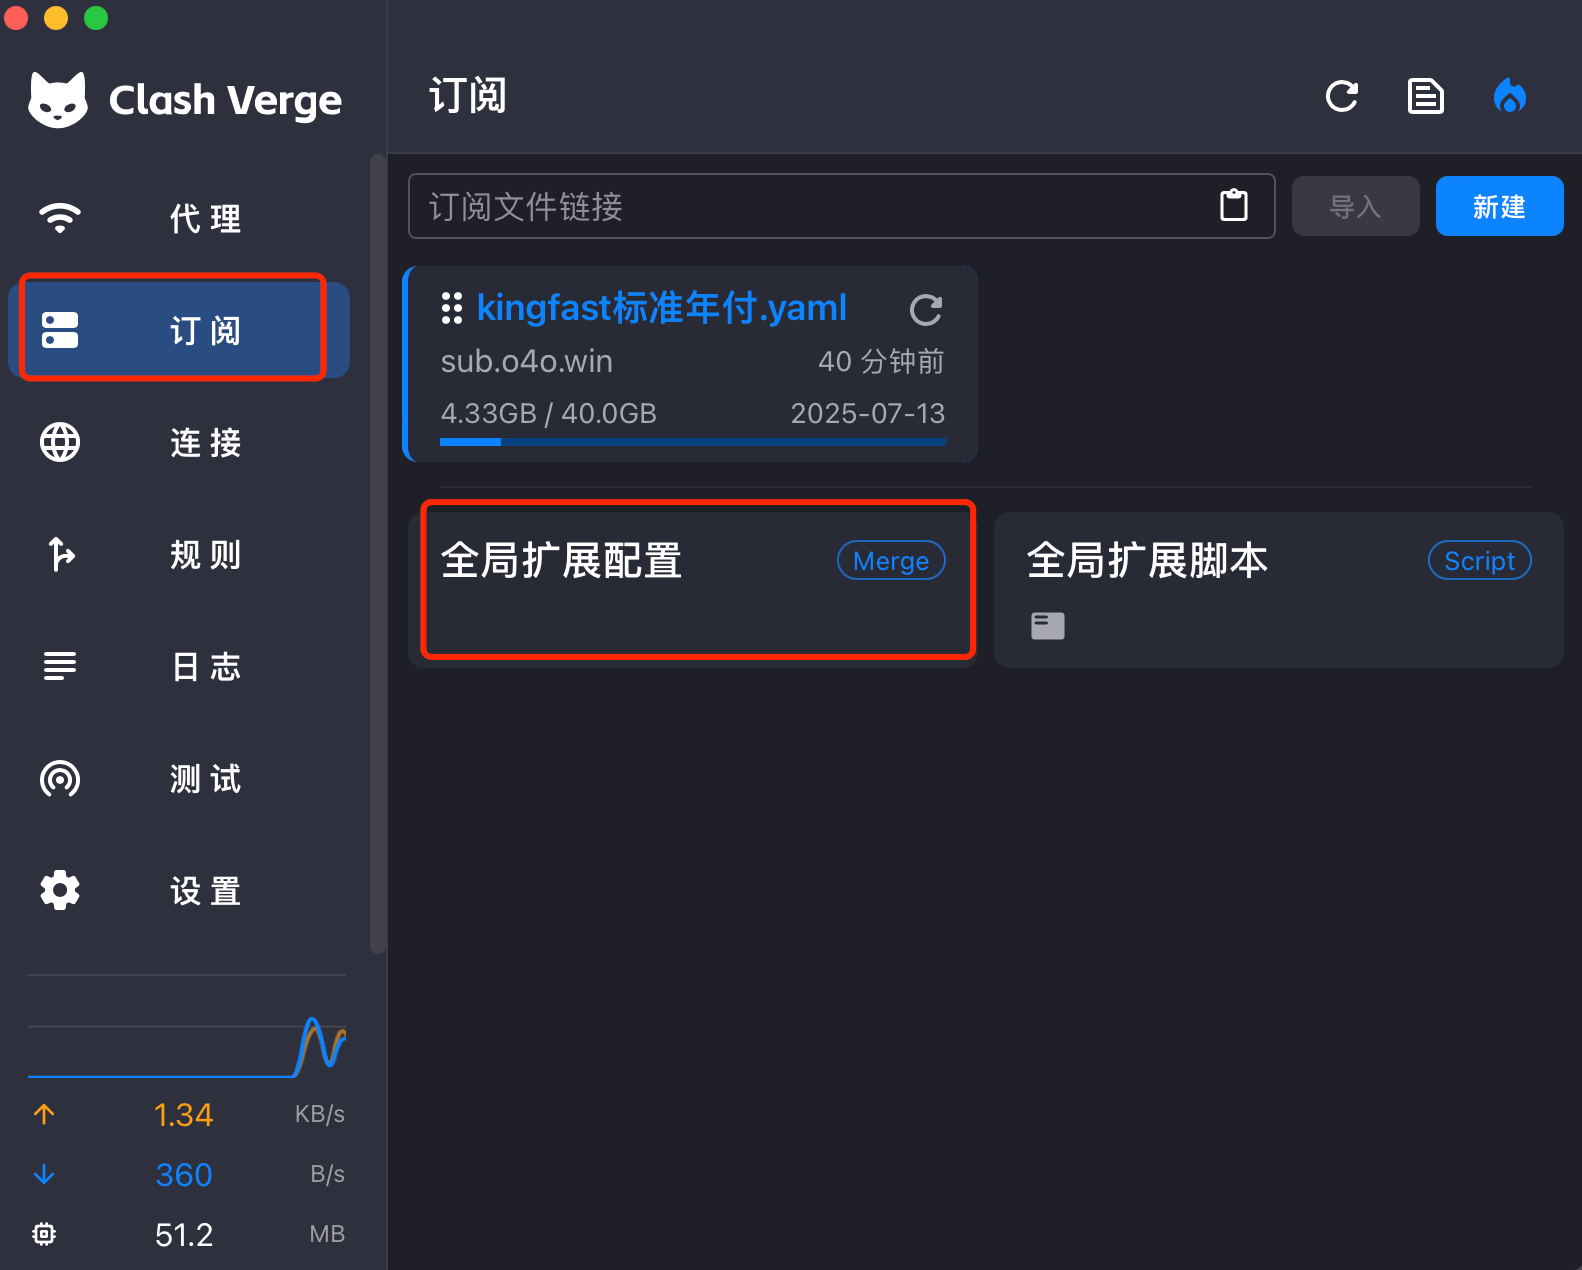 Clash Verge
代理
订阅
连接
规则
日志
测试
设置
1.34 KB/s
360 B/s
51.2 MB
订阅
订阅文件链接
导入
新建
kingfast标准年付.yaml
sub.o4o.win 40 分钟前
4.33GB / 40.0GB 2025-07-13
全局扩展配置 Merge
全局扩展脚本 Script